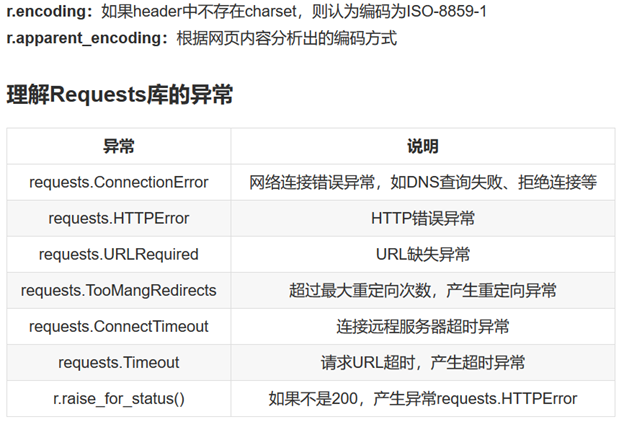 r.encoding：如果header中不存在charset，则认为编码为ISO-8859-1
r.apparent_encoding：根据网页内容分析出的编码方式
理解Requests库的异常
异常 说明
requests.ConnectionError 网络连接错误异常，如DNS查询失败、拒绝连接等
requests.HTTPError HTTP错误异常
requests.URLRequired URL缺失异常
requests.TooMangRedirects 超过最大重定向次数，产生重定向异常
requests.ConnectTimeout 连接远程服务器超时异常
requests.Timeout 请求URL超时，产生超时异常
r.raise_for_status() 如果不是200，产生异常requests.HTTPError